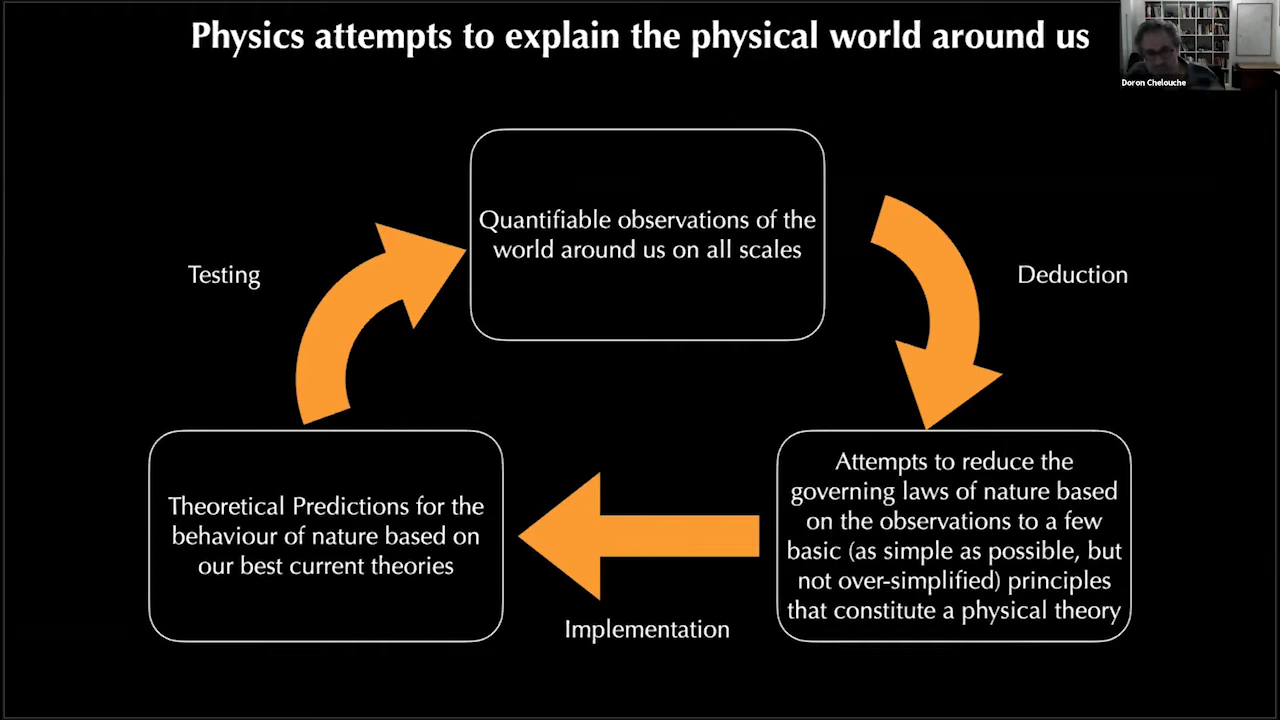 Physics attempts to explain the physical world around us
Doron Chelouche
Quantifiable observations of the
world around us on all scales
Testing
Deduction
Theoretical Predictions for the
behaviour of nature based on
our best current theories
Attempts to reduce the
governing laws of nature based
on the observations to a few
basic (as simple as possible, but
not over-simplified) principles
that constitute a physical theory
Implementation